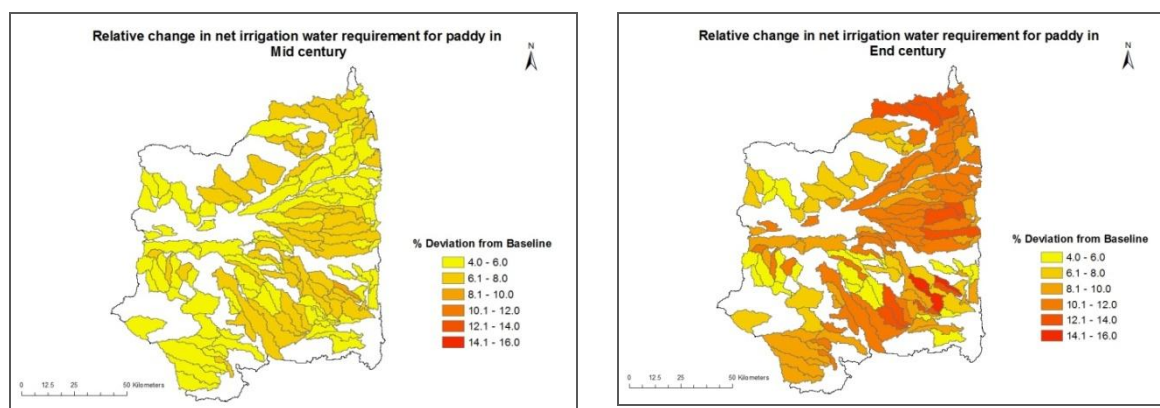 Relative change in net irrigation water requirement for paddy in
Mid century
N
% Deviation from Baseline
4.0 - 6.0
6.1 - 8.0
8.1 - 10.0
10.1 - 12.0
12.1 - 14.0
14.1 - 16.0
0 12.5 25 50 Kilometers
Relative change in net irrigation water requirement for paddy in
End century
N
% Deviation from Baseline
4.0 - 6.0
6.1 - 8.0
8.1 - 10.0
10.1 - 12.0
12.1 - 14.0
14.1 - 16.0
0 12.5 25 50 Kilometers